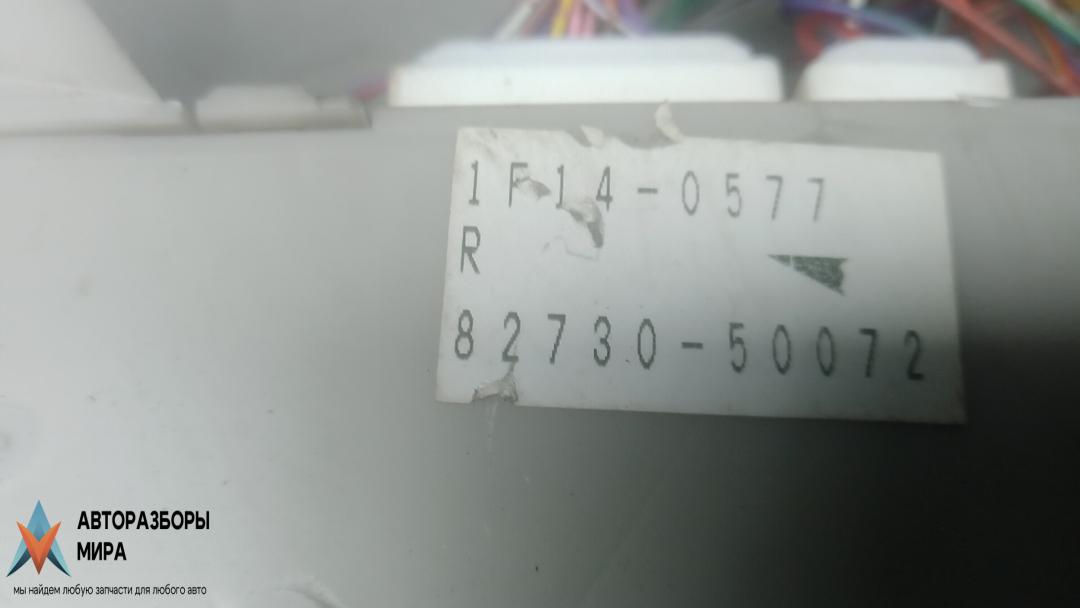 1F14-0577
R
82730-50072
АВТОРАЗБОРЫ
МИРА
мы найдем любую запчасти для любого авто